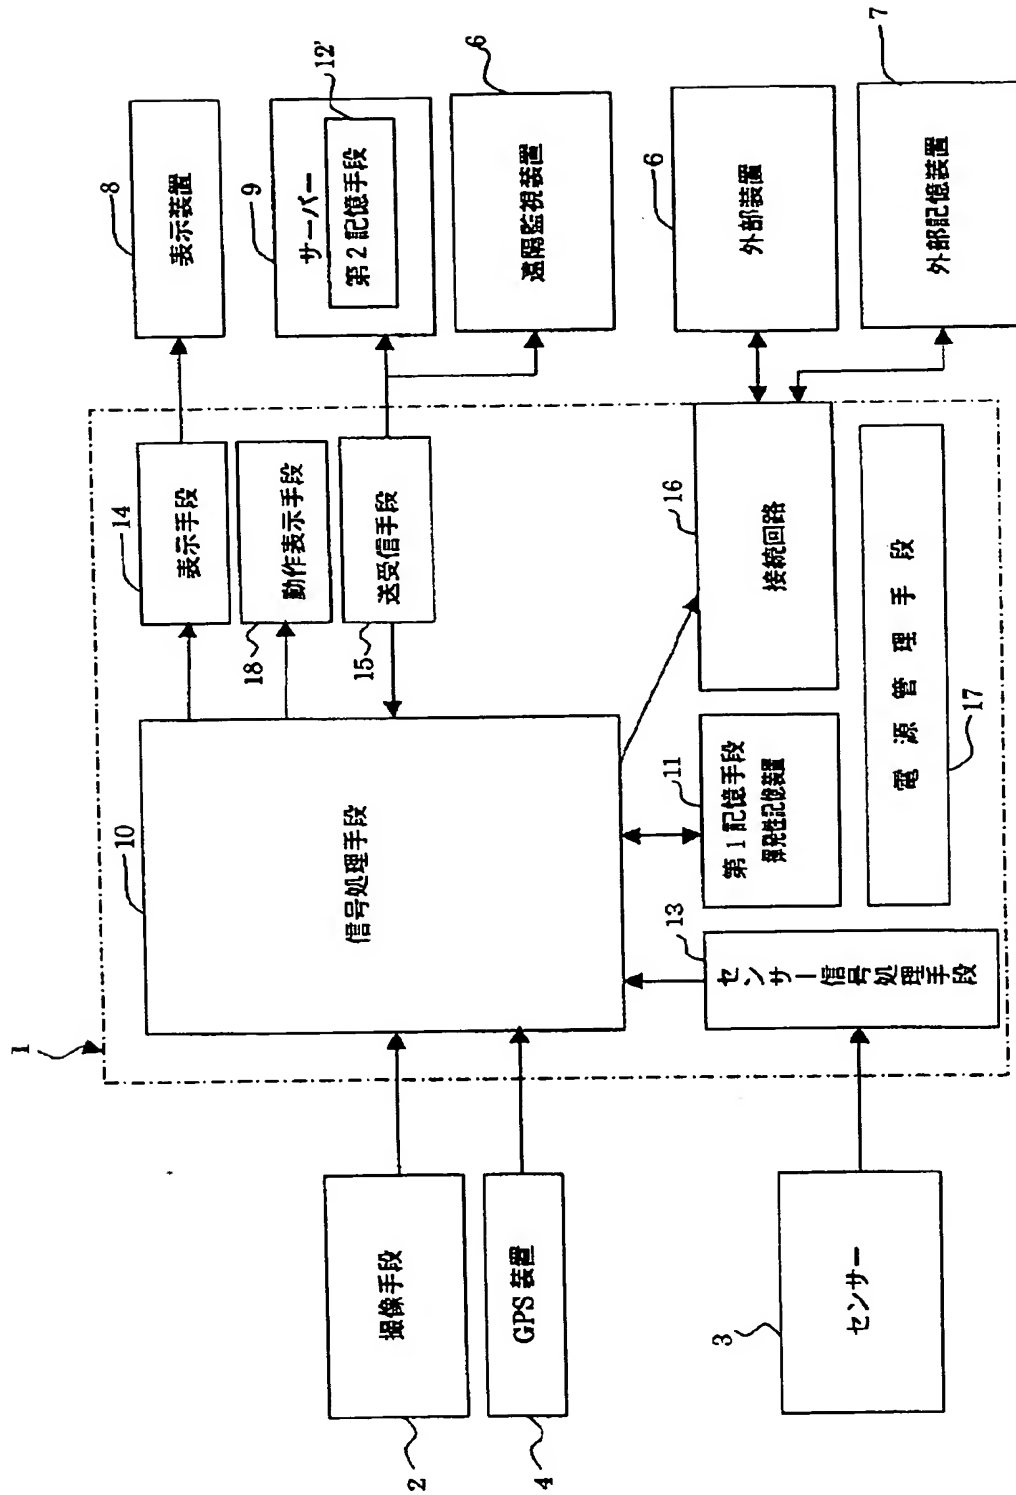 1
2
撮像手段
4
GPS 装置
3
センサー
10
信号処理手段
13
センサー信号処理手段
11
第1記憶手段
揮発性記憶装置
14
表示手段
18
動作表示手段
15
送受信手段
16
接続回路
17
電源管理手段
8
表示装置
9
サーバー
12'
第2記憶手段
6
遠隔監視装置
6
外部装置
7
外部記憶装置